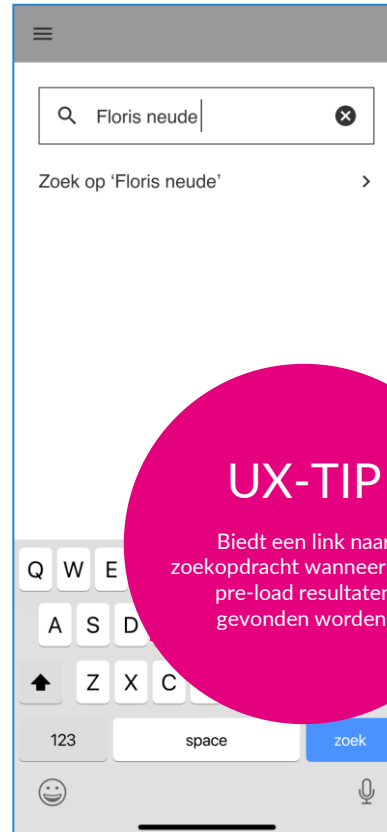 Floris neude
Zoek op ‘Floris neude’
UX-TIP
Biedt een link naar
zoekopdracht wanneer
pre-load resultaten
gevonden worden
Q W E
A S D
Z X C
123 space zoek